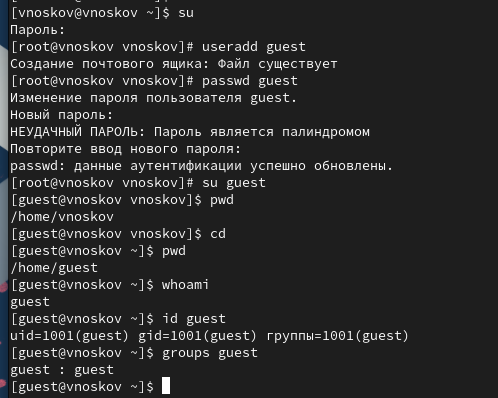 [vnoskov@vnoskov ~]$ su
Пароль:
[root@vnoskov vnoskov]# useradd guest
Создание почтового ящика: Файл существует
[root@vnoskov vnoskov]# passwd guest
Изменение пароля пользователя guest.
Новый пароль:
НЕУДАЧНЫЙ ПАРОЛЬ: Пароль является палиндромом
Повторите ввод нового пароля:
passwd: данные аутентификации успешно обновлены.
[root@vnoskov vnoskov]# su guest
[guest@vnoskov vnoskov]$ pwd
/home/vnoskov
[guest@vnoskov vnoskov]$ cd
[guest@vnoskov ~]$ pwd
/home/guest
[guest@vnoskov ~]$ whoami
guest
[guest@vnoskov ~]$ id guest
uid=1001(guest) gid=1001(guest) группы=1001(guest)
[guest@vnoskov ~]$ groups guest
guest : guest
[guest@vnoskov ~]$